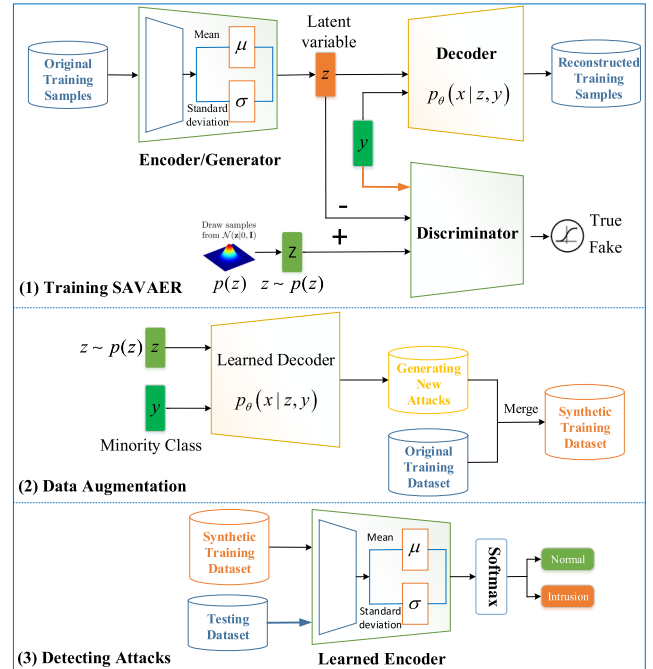 Original
Training
Samples
Mean
μ
Standard
deviation
σ
Encoder/Generator
Latent
variable
z
Decoder
pθ(x|z,y)
Reconstructed
Training
Samples
y
-
+
Discriminator
True
Fake
Draw samples
from N(z|0,I)
p(z)
Z
z ~ p(z)
(1) Training SAVAER
z ~ p(z)
z
y
Minority Class
Learned Decoder
pθ(x|z,y)
Generating
New
Attacks
Original
Training
Dataset
Merge
Synthetic
Training
Dataset
(2) Data Augmentation
Synthetic
Training
Dataset
Testing
Dataset
Mean
μ
Standard
deviation
σ
Learned Encoder
Softmax
Normal
Intrusion
(3) Detecting Attacks